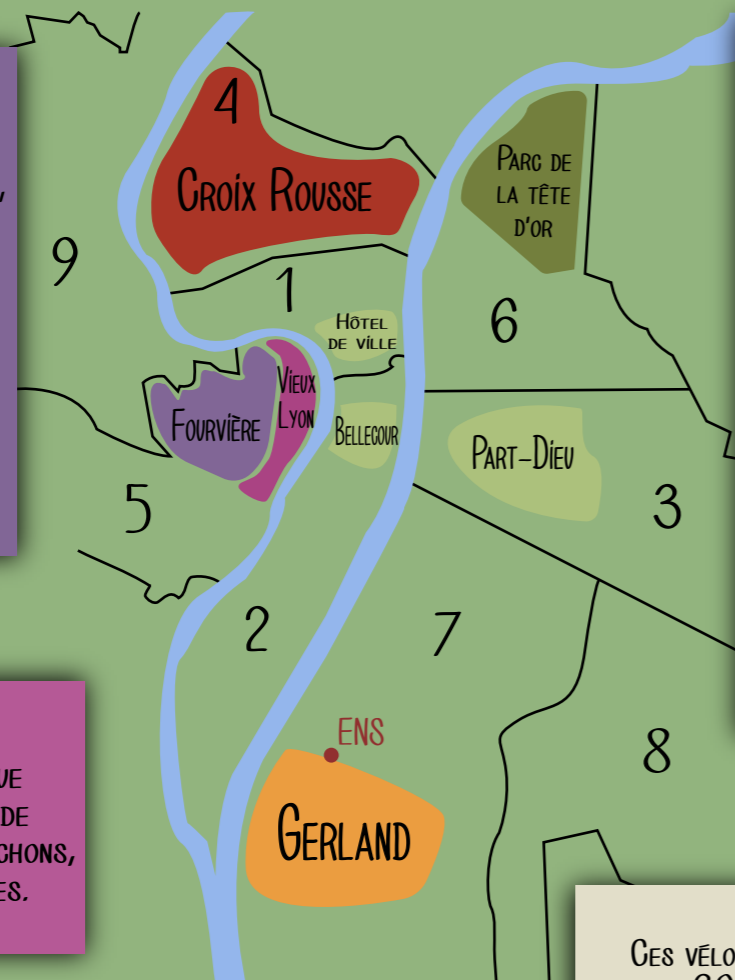 4
Croix Rousse
Parc de
la tête
d'or
9
1
Hôtel
de ville
6
Vieux
Lyon
Fourvière
Bellecour
Part-Dieu
5
3
2
7
ENS
8
Gerland
de
es.
Ces vélo